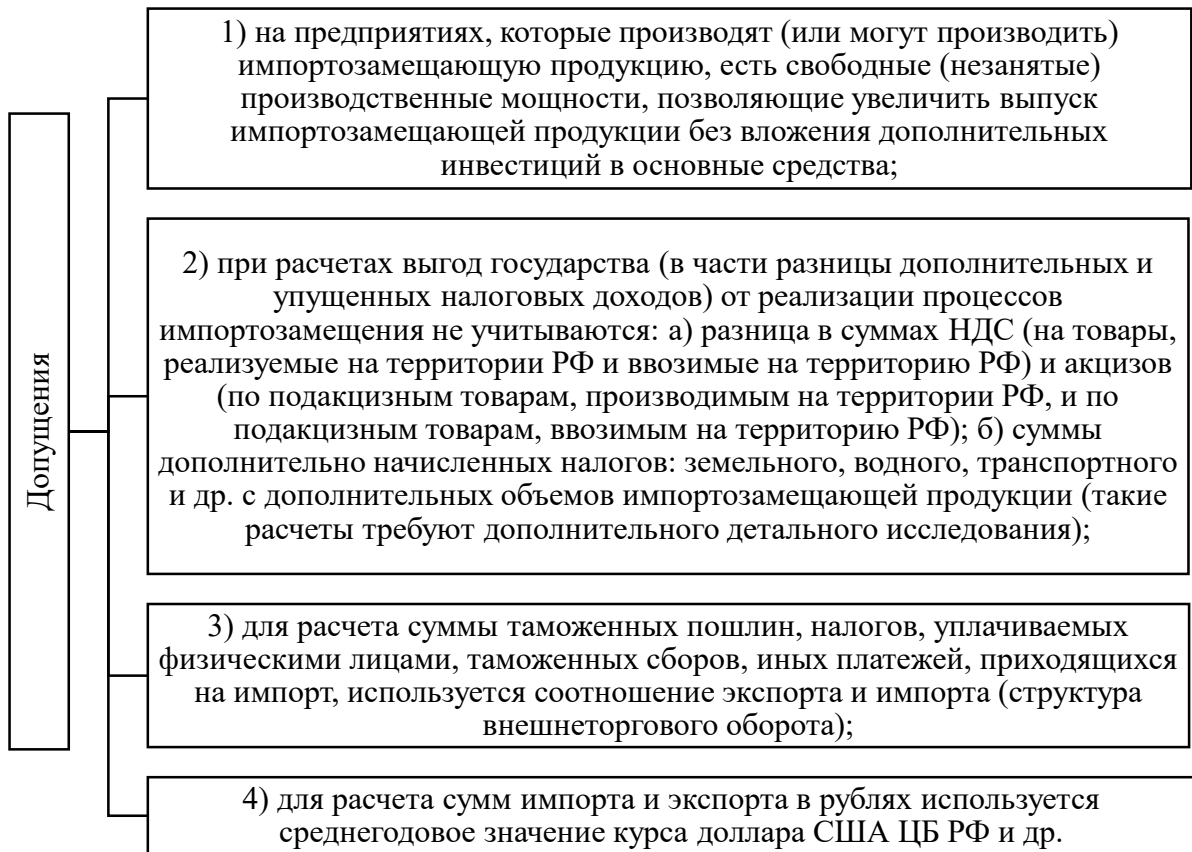 Допущения
1) на предприятиях, которые производят (или могут производить)
импортозамещающую продукцию, есть свободные (незанятые)
производственные мощности, позволяющие увеличить выпуск
импортозамещающей продукции без вложения дополнительных
инвестиций в основные средства;
2) при расчетах выгод государства (в части разницы дополнительных и
упущенных налоговых доходов) от реализации процессов
импортозамещения не учитываются: а) разница в суммах НДС (на товары,
реализуемые на территории РФ и ввозимые на территорию РФ) и акцизов
(по подакцизным товарам, производимым на территории РФ, и по
подакцизным товарам, ввозимым на территорию РФ); б) суммы
дополнительно начисленных налогов: земельного, водного, транспортного
и др. с дополнительных объемов импортозамещающей продукции (такие
расчеты требуют дополнительного детального исследования);
3) для расчета суммы таможенных пошлин, налогов, уплачиваемых
физическими лицами, таможенных сборов, иных платежей, приходящихся
на импорт, используется соотношение экспорта и импорта (структура
внешнеторгового оборота);
4) для расчета сумм импорта и экспорта в рублях используется
среднегодовое значение курса доллара США ЦБ РФ и др.